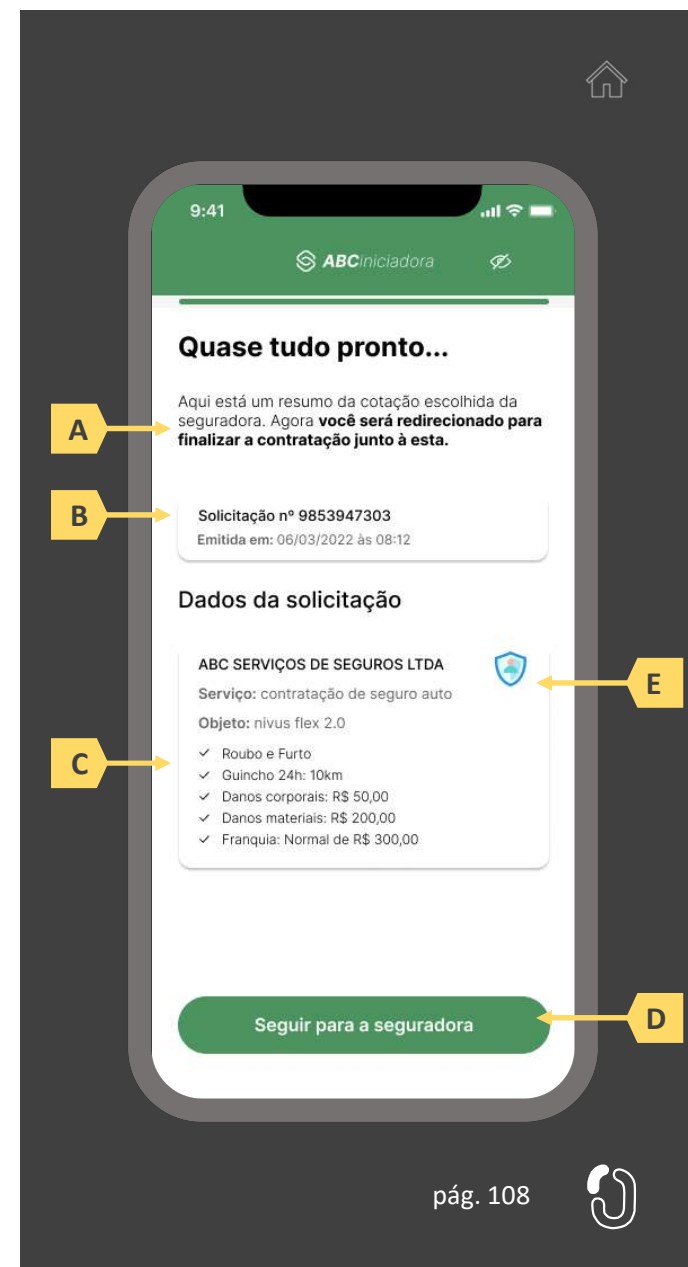 9:41
ABCIniciadora
Quase tudo pronto...
Aqui está um resumo da cotação escolhida da
seguradora. Agora você será redirecionado para
finalizar a contratação junto à esta.
A
B
Solicitação nº 9853947303
Emitida em: 06/03/2022 às 08:12
Dados da solicitação
ABC SERVIÇOS DE SEGUROS LTDA
E
Serviço: contratação de seguro auto
Objeto: nivus flex 2.0
C
Roubo e Furto
Guincho 24h: 10km
Danos corporais: R$ 50,00
Danos materiais: R$ 200,00
Franquia: Normal de R$ 300,00
Seguir para a seguradora
D
pág. 108